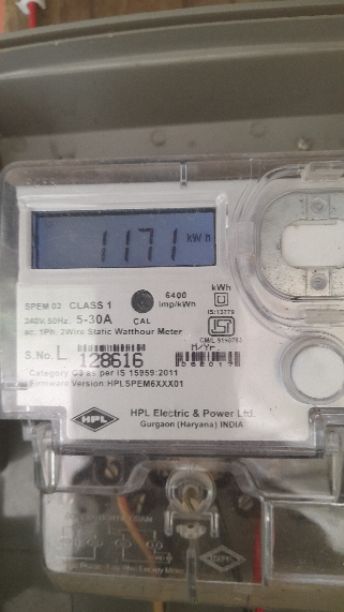 1171 kWh
kWh
SPEM 03 CLASS 1
6400
imp/kWh
240V, 50Hz, 5-30A CAL
IS:13779
ac. 1Ph. 2Wire Static Watthour Meter
S.No. L 128616
M/Yr
Category C3 as per IS 15959:2011
Firmware Version: HPLSPEM6XXX01
HPL
HPL Electric & Power Ltd.
Gurgaon (Haryana) INDIA